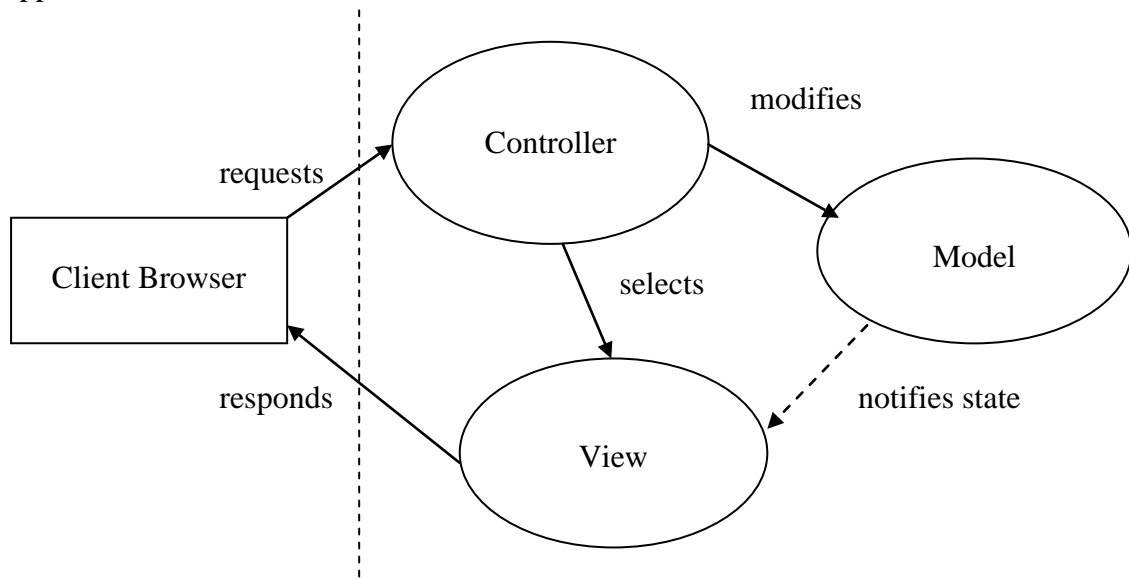 modifies
Controller
requests
Model
Client Browser
selects
responds
notifies state
View